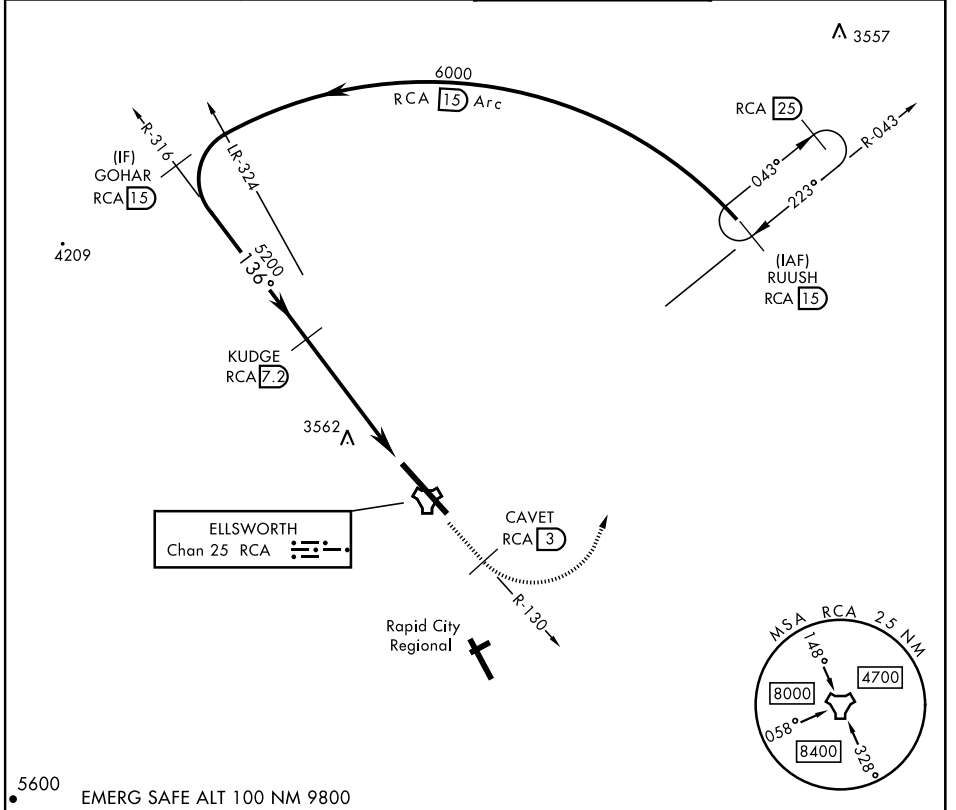 3557
6000
RCA 15 Arc
RCA 25
R-043
043°
223°
R-316
LR-324
(IF)
GOHAR
RCA 15
(IAF)
RUUSH
RCA 15
4209
5200
136°
KUDGE
RCA 7.2
3562
ELLSWORTH
Chan 25 RCA
CAVET
RCA 3
R-130
Rapid City
Regional
MSA RCA 25 NM
148°
4700
8000
058°
8400
328°
5600
EMERG SAFE ALT 100 NM 9800